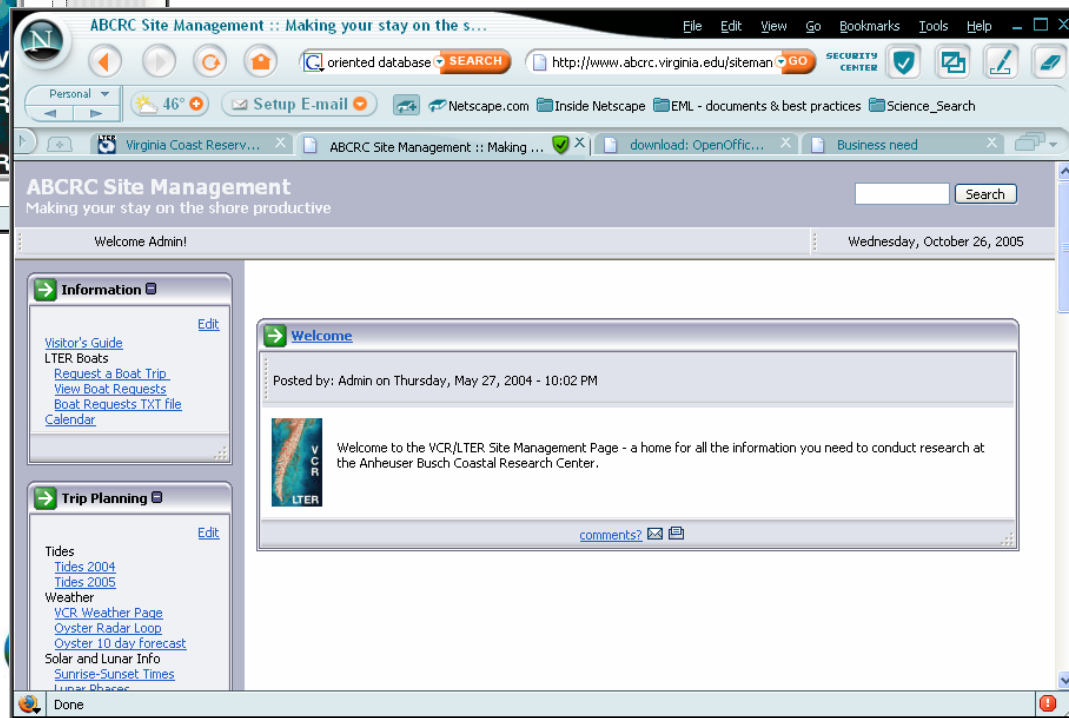 ABCRC Site Management :: Making your stay on the s...
File Edit View Go Bookmarks Tools Help
N
oriented database SEARCH http://www.abcrc.virginia.edu/siteman GO SECURITY CENTER
Personal 46° Setup E-mail Netscape.com Inside Netscape EML - documents & best practices Science_Search
Virginia Coast Reserv... ABCRC Site Management :: Making ... download: OpenOffic... Business need
ABCRC Site Management
Making your stay on the shore productive
Search
Welcome Admin!
Wednesday, October 26, 2005
Information
Edit
Visitor's Guide
LTER Boats
Request a Boat Trip
View Boat Requests
Boat Requests TXT file
Calendar
Trip Planning
Edit
Tides
Tides 2004
Tides 2005
Weather
VCR Weather Page
Oyster Radar Loop
Oyster 10 day forecast
Solar and Lunar Info
Sunrise-Sunset Times
Lunar Phases
Welcome
Posted by: Admin on Thursday, May 27, 2004 - 10:02 PM
VCR
LTER
Welcome to the VCR/LTER Site Management Page - a home for all the information you need to conduct research at
the Anheuser Busch Coastal Research Center.
comments?
Done